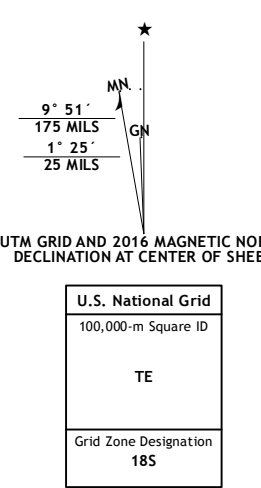 ★
MN
9° 51´
175 MILS
GN
1° 25´
25 MILS
UTM GRID AND 2016 MAGNETIC NO
DECLINATION AT CENTER OF SHEE
U.S. National Grid
100,000-m Square ID
TE
Grid Zone Designation
18S